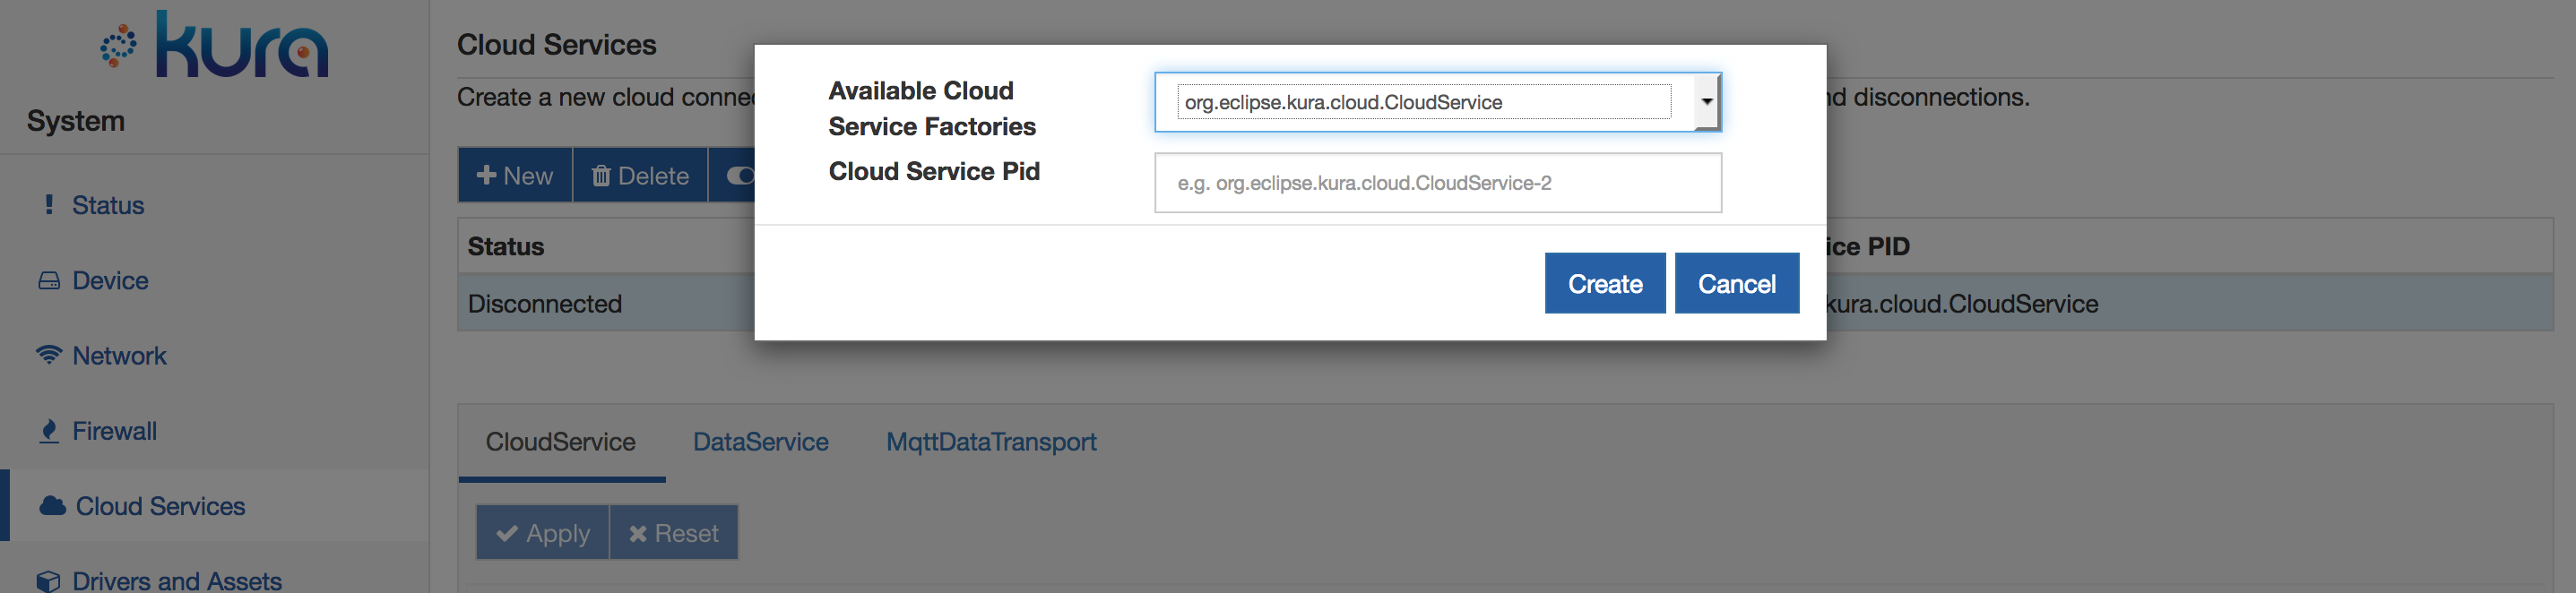 kura
System
Status
Device
Network
Firewall
Cloud Services
Drivers and Assets
Cloud Services
Create a new cloud
nd disconnections.
New
Delete
Status
ice PID
Disconnected
kura.cloud.CloudService
Available Cloud
Service Factories
org.eclipse.kura.cloud.CloudService
Cloud Service Pid
e.g. org.eclipse.kura.cloud.CloudService-2
Create
Cancel
CloudService
DataService
MqttDataTransport
Apply
Reset